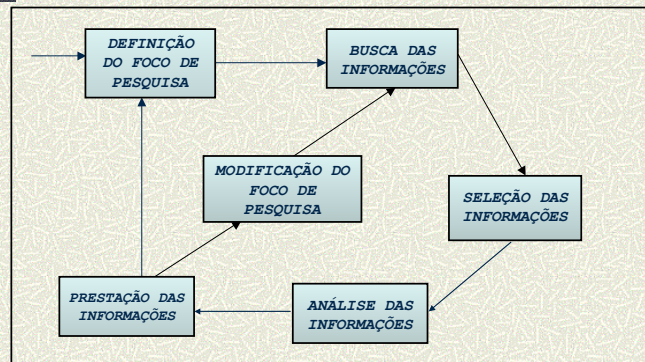 DEFINIÇÃO
DO FOCO DE
PESQUISA
BUSCA DAS
INFORMAÇÕES
MODIFICAÇÃO DO
FOCO DE
PESQUISA
SELEÇÃO DAS
INFORMAÇÕES
PRESTAÇÃO DAS
INFORMAÇÕES
ANÁLISE DAS
INFORMAÇÕES